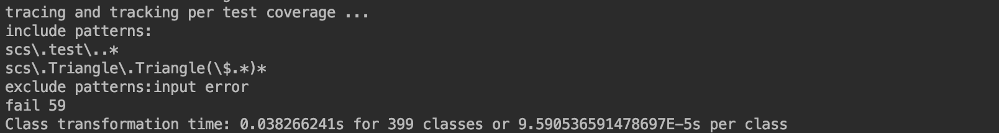 tracing and tracking per test coverage ...
include patterns:
scs\.test\..*
scs\.Triangle\.Triangle(\$.*)*
exclude patterns:input error
fail 59
Class transformation time: 0.038266241s for 399 classes or 9.590536591478697E-5s per class